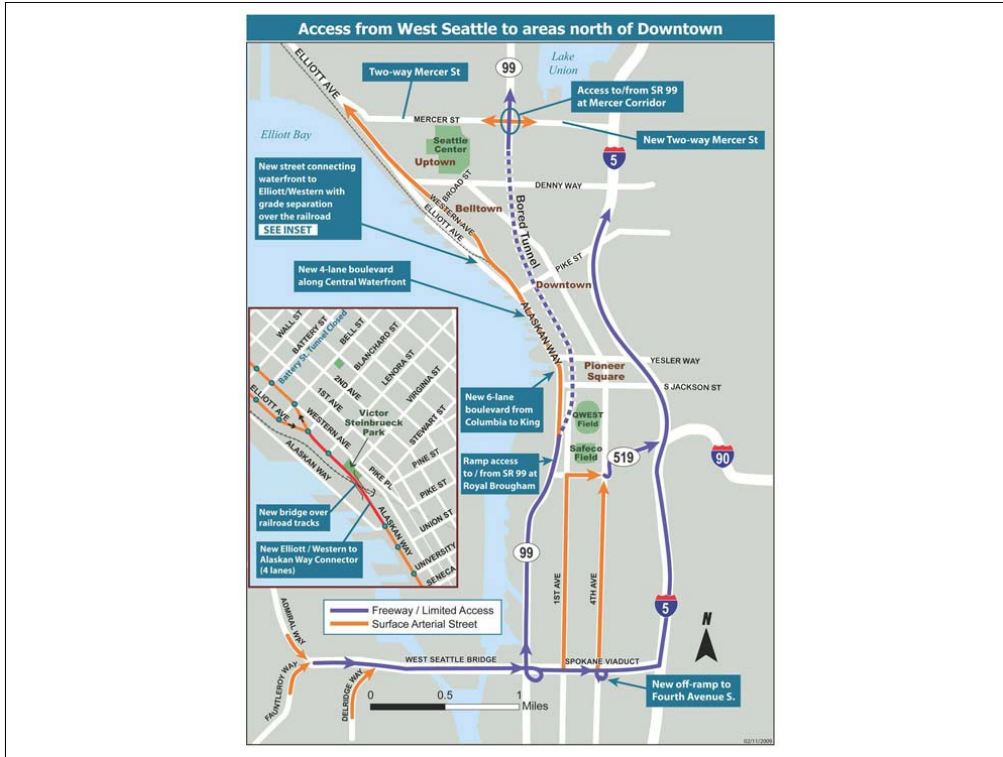 Access from West Seattle to areas north of Downtown
ELLIOTT AVE
Two-way Mercer St
99
Lake
Union
Access to/from SR 99
at Mercer Corridor
MERCER ST
Elliott Bay
Seattle
Center
Uptown
New Two-way Mercer St
5
New street connecting
waterfront to
Elliott/Western with
grade separation
over the railroad
SEE INSET
BROAD ST
DENNY WAY
WESTERN AVE
ELLIOTT AVE
Belltown
Bored Tunnel
PIKE ST
New 4-lane boulevard
along Central Waterfront
Downtown
ALASKAN WAY
YESLER WAY
Pioneer
Square
S JACKSON ST
New 6-lane
boulevard from
Columbia to King
QWEST
Field
Safeco
Field
519
90
Ramp access
to / from SR 99 at
Royal Brougham
WALL ST
BATTERY ST
Battery St. Tunnel Closed
BELL ST
BLANCHARD ST
LENORA ST
VIRGINIA ST
2ND AVE
1ST AVE
STEWART ST
ELLIOTT AVE
WESTERN AVE
Victor
Steinbrueck
Park
PINE ST
PIKE PL
PIKE ST
ALASKAN WAY
UNION ST
New bridge over
railroad tracks
ALASKAN WAY
UNIVERSITY
SENECA
New Elliott / Western to
Alaskan Way Connector
(4 lanes)
99
1ST AVE
4TH AVE
5
N
Freeway / Limited Access
Surface Arterial Street
ADMIRAL WAY
FAUNTLEROY WAY
DELRIDGE WAY
WEST SEATTLE BRIDGE
SPOKANE VIADUCT
New off-ramp to
Fourth Avenue S.
0 0.5 1
Miles
02/11/2009